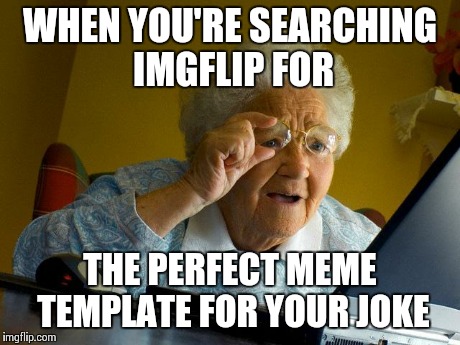 WHEN YOU'RE SEARCHING
IMGFLIP FOR
THE PERFECT MEME
TEMPLATE FOR YOUR JOKE
imgflip.com